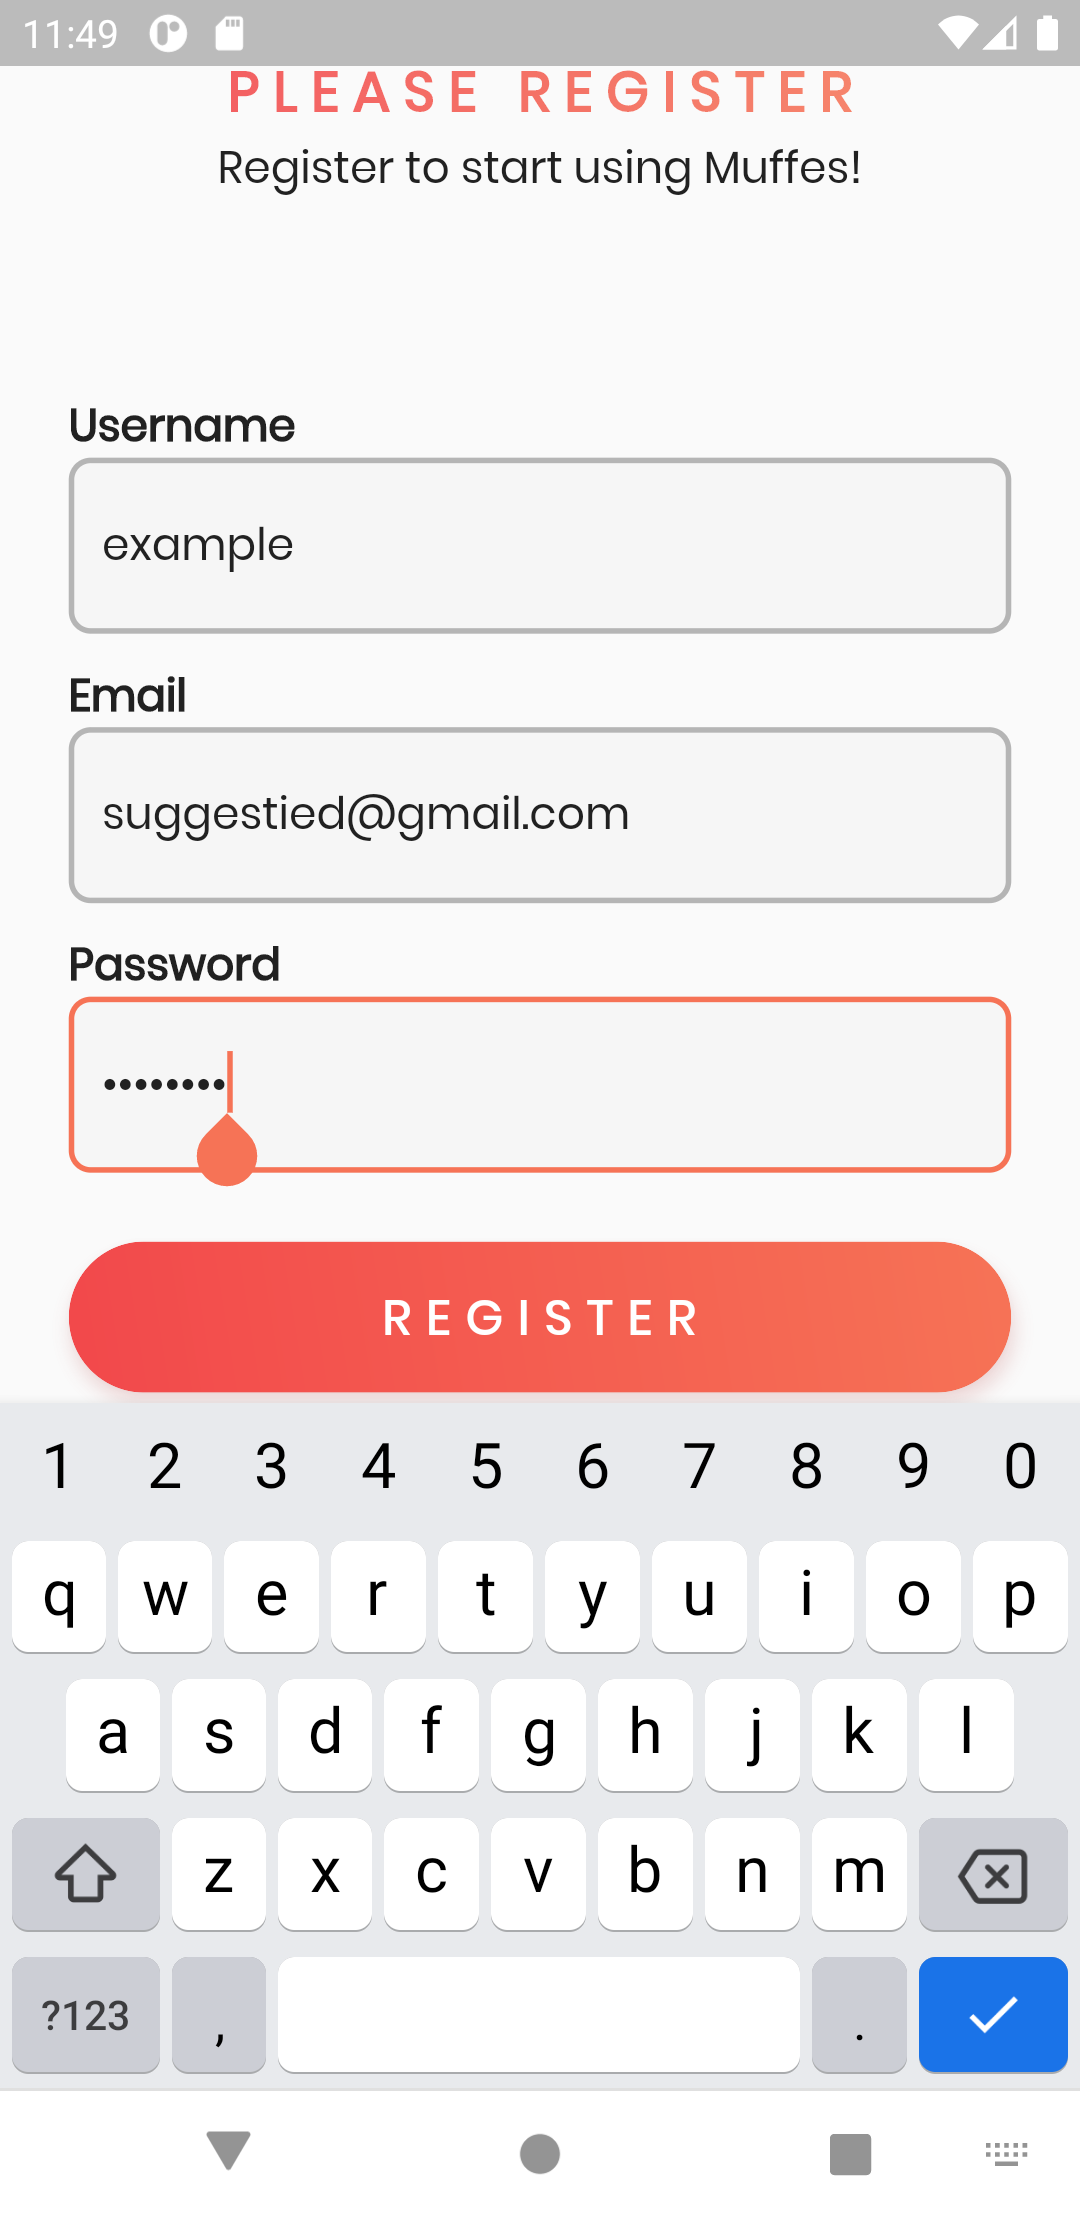 11:49
PLEASE REGISTER
Register to start using Muffes!
Username
example
Email
suggestied@gmail.com
Password
••••••••
REGISTER
1 2 3 4 5 6 7 8 9 0
q w e r t y u i o p
a s d f g h j k l
z x c v b n m
?123 , .